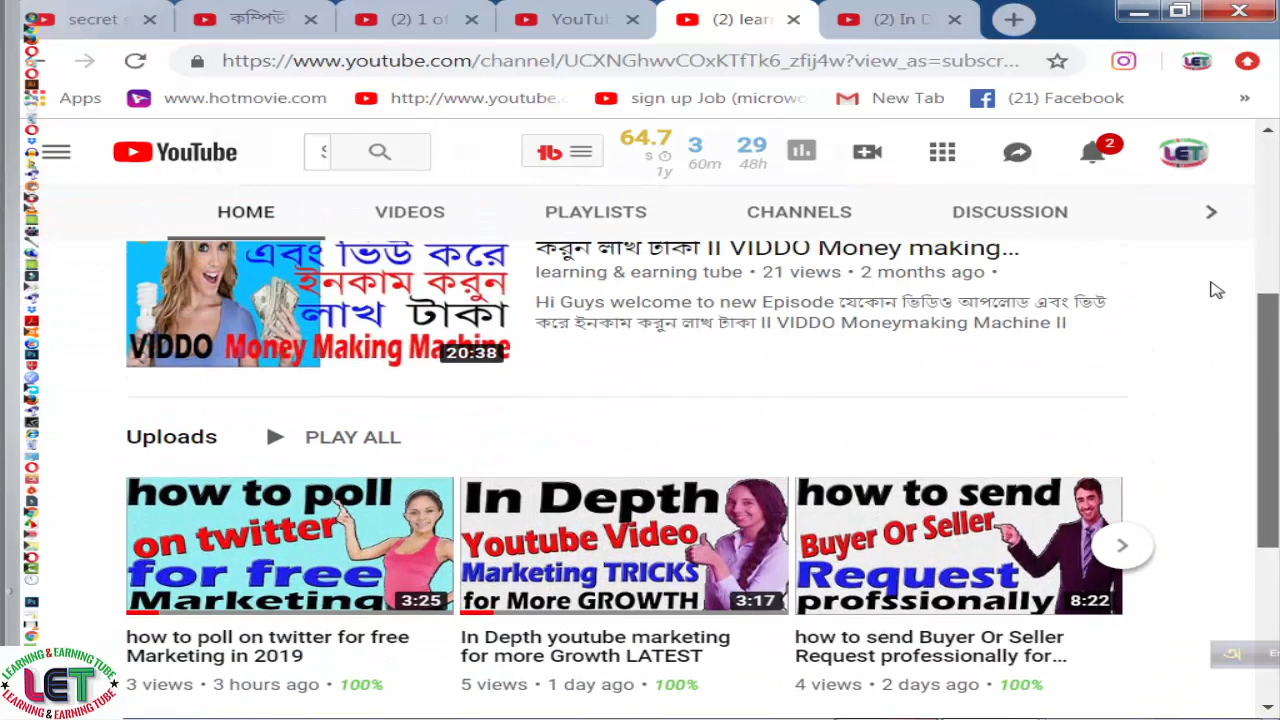 secret
কম্পিউ
(2) 1 of
YouTub
(2) lear
(2) In D
https://www.youtube.com/channel/UCXNGhwvCOxKTfTk6_zfij4w?view_as=subscr...
Apps
www.hotmovie.com
http://www.youtube.
sign up Job (microwo
New Tab
(21) Facebook
»
YouTube
64.7
s
1y
3
60m
29
48h
2
LET
HOME
VIDEOS
PLAYLISTS
CHANNELS
DISCUSSION
এবং ভিউ করে
ইনকাম করুন
লাখ টাকা
VIDDO Money Making Machine
20:38
করুন লাখ টাকা II VIDDO Money making...
learning & earning tube • 21 views • 2 months ago •
Hi Guys welcome to new Episode যেকোন ভিডিও আপলোড এবং ভিউ
করে ইনকাম করুন লাখ টাকা II VIDDO Moneymaking Machine II
Uploads
PLAY ALL
how to poll
on twitter
for free
Marketing
3:25
In Depth
Youtube Video
Marketing TRICKS
for More GROWTH
3:17
how to send
Buyer Or Seller
Request
profssionally
8:22
how to poll on twitter for free
Marketing in 2019
3 views • 3 hours ago • 100%
In Depth youtube marketing
for more Growth LATEST
5 views • 1 day ago • 100%
how to send Buyer Or Seller
Request professionally for...
4 views • 2 days ago • 100%
LEARNING & EARNING TUBE
LET
LEARNING & EARNING TUBE
অ